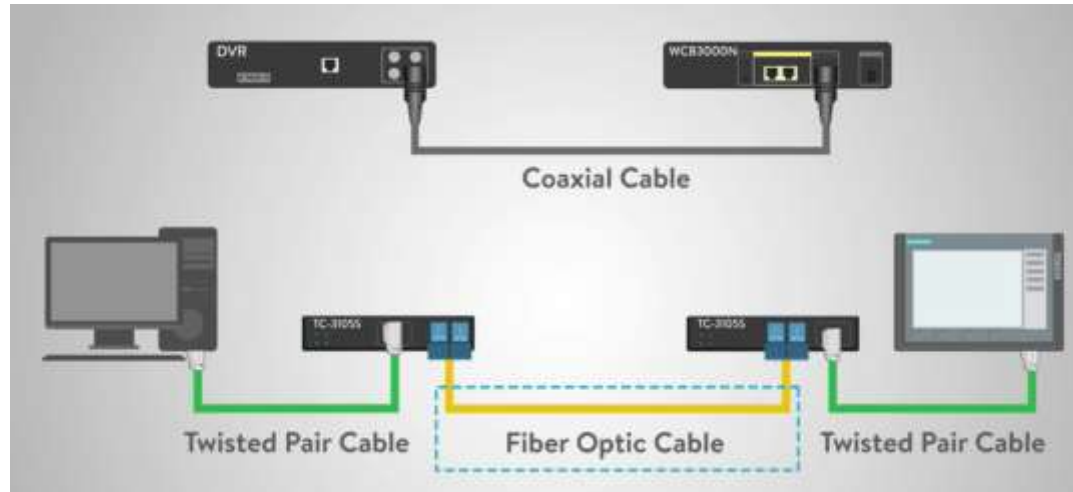 DVR
WCB3000N
Coaxial Cable
TC-3105S
TC-3105S
Twisted Pair Cable
Fiber Optic Cable
Twisted Pair Cable